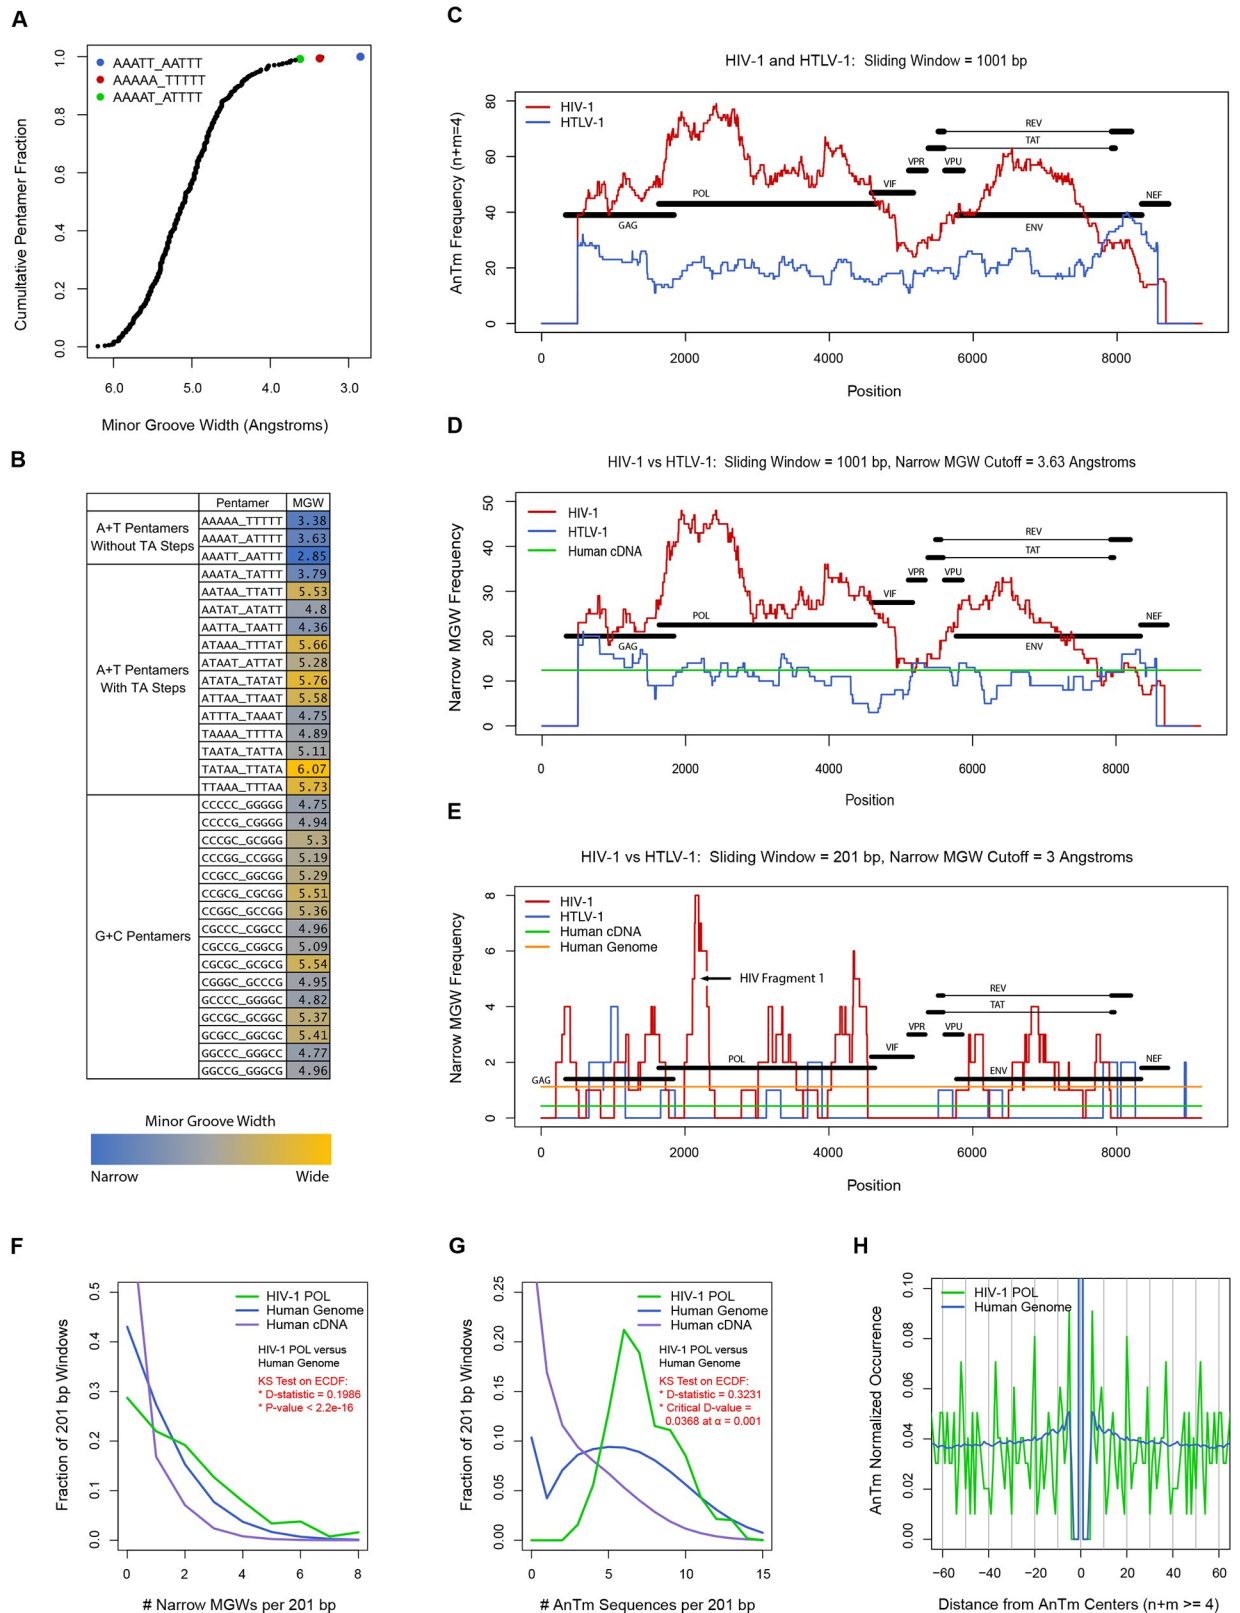 A
1.0
0.8
0.6
0.4
0.2
0.0
Cumultative Pentamer Fraction
AAATT_AATTT
AAAAA_TTTTT
AAAAT_ATTTT
6.0 5.0 4.0 3.0
Minor Groove Width (Angstroms)
B
Pentamer MGW
A+T Pentamers
Without TA Steps
AAAAA_TTTTT 3.38
AAAAT_ATTTT 3.63
AAATT_AATTT 2.85
A+T Pentamers
With TA Steps
AAATA_TATTT 3.79
AATAA_TTATT 5.53
AATAT_ATATT 4.8
AATTA_TAATT 4.36
ATAAA_TTTAT 5.66
ATAAT_ATTAT 5.28
ATATA_TATAT 5.76
ATTAA_TTAAT 5.58
ATTTA_TAAAT 4.75
TAAAA_TTTTA 4.89
TAATA_TATTA 5.11
TATAA_TTATA 6.07
TTAAA_TTTAA 5.73
G+C Pentamers
CCCCC_GGGGG 4.75
CCCCG_CGGGG 4.94
CCCGC_GCGGG 5.3
CCCGG_CCGGG 5.19
CCGCC_GGCGG 5.29
CCGCG_CGCGG 5.51
CCGGC_GCCGG 5.36
CGCCC_CGGCC 4.96
CGCCG_CGGCG 5.09
CGCGC_GCGCG 5.54
CGGGC_GCCCG 4.95
GCCCC_GGGGC 4.82
GCCGC_GCGGC 5.37
GCGCC_GGCGC 5.41
GGCCC_GGGCC 4.77
GGCCG_GGGCG 4.96
Minor Groove Width
Narrow Wide
C
HIV-1 and HTLV-1: Sliding Window = 1001 bp
80
60
40
20
0
AnTm Frequency (n+m=4)
HIV-1
HTLV-1
GAG
POL
VIF
VPR
VPU
REV
TAT
ENV
NEF
0 2000 4000 6000 8000
Position
D
HIV-1 vs HTLV-1: Sliding Window = 1001 bp, Narrow MGW Cutoff = 3.63 Angstroms
50
40
30
20
10
0
Narrow MGW Frequency
HIV-1
HTLV-1
Human cDNA
GAG
POL
VIF
VPR
VPU
REV
TAT
ENV
NEF
0 2000 4000 6000 8000
Position
E
HIV-1 vs HTLV-1: Sliding Window = 201 bp, Narrow MGW Cutoff = 3 Angstroms
8
6
4
2
0
Narrow MGW Frequency
HIV-1
HTLV-1
Human cDNA
Human Genome
HIV Fragment 1
GAG
POL
VIF
VPR
VPU
REV
TAT
ENV
NEF
0 2000 4000 6000 8000
Position
F
0.5
0.4
0.3
0.2
0.1
0.0
Fraction of 201 bp Windows
HIV-1 POL
Human Genome
Human cDNA
HIV-1 POL versus
Human Genome
KS Test on ECDF:
* D-statistic = 0.1986
* P-value < 2.2e-16
0 2 4 6 8
# Narrow MGWs per 201 bp
G
0.25
0.20
0.15
0.10
0.05
0.00
Fraction of 201 bp Windows
HIV-1 POL
Human Genome
Human cDNA
HIV-1 POL versus
Human Genome
KS Test on ECDF:
* D-statistic = 0.3231
* Critical D-value =
0.0368 at α = 0.001
0 5 10 15
# AnTm Sequences per 201 bp
H
0.10
0.08
0.06
0.04
0.02
0.00
AnTm Normalized Occurrence
HIV-1 POL
Human Genome
−60 −40 −20 0 20 40 60
Distance from AnTm Centers (n+m >= 4)